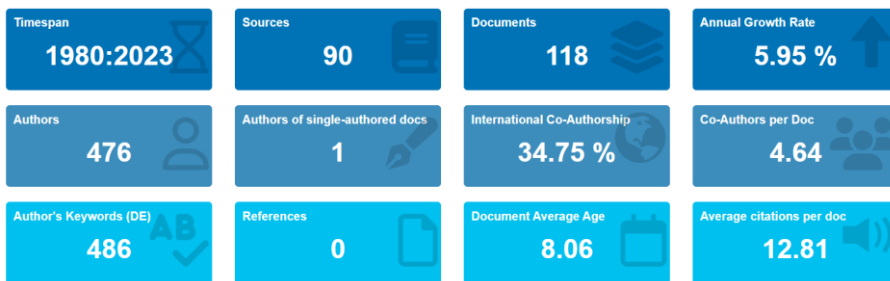 Timespan
1980:2023
Sources
90
Documents
118
Annual Growth Rate
5.95 %
Authors
476
Authors of single-authored docs
1
International Co-Authorship
34.75 %
Co-Authors per Doc
4.64
Author's Keywords (DE)
486
AB
References
0
Document Average Age
8.06
Average citations per doc
12.81